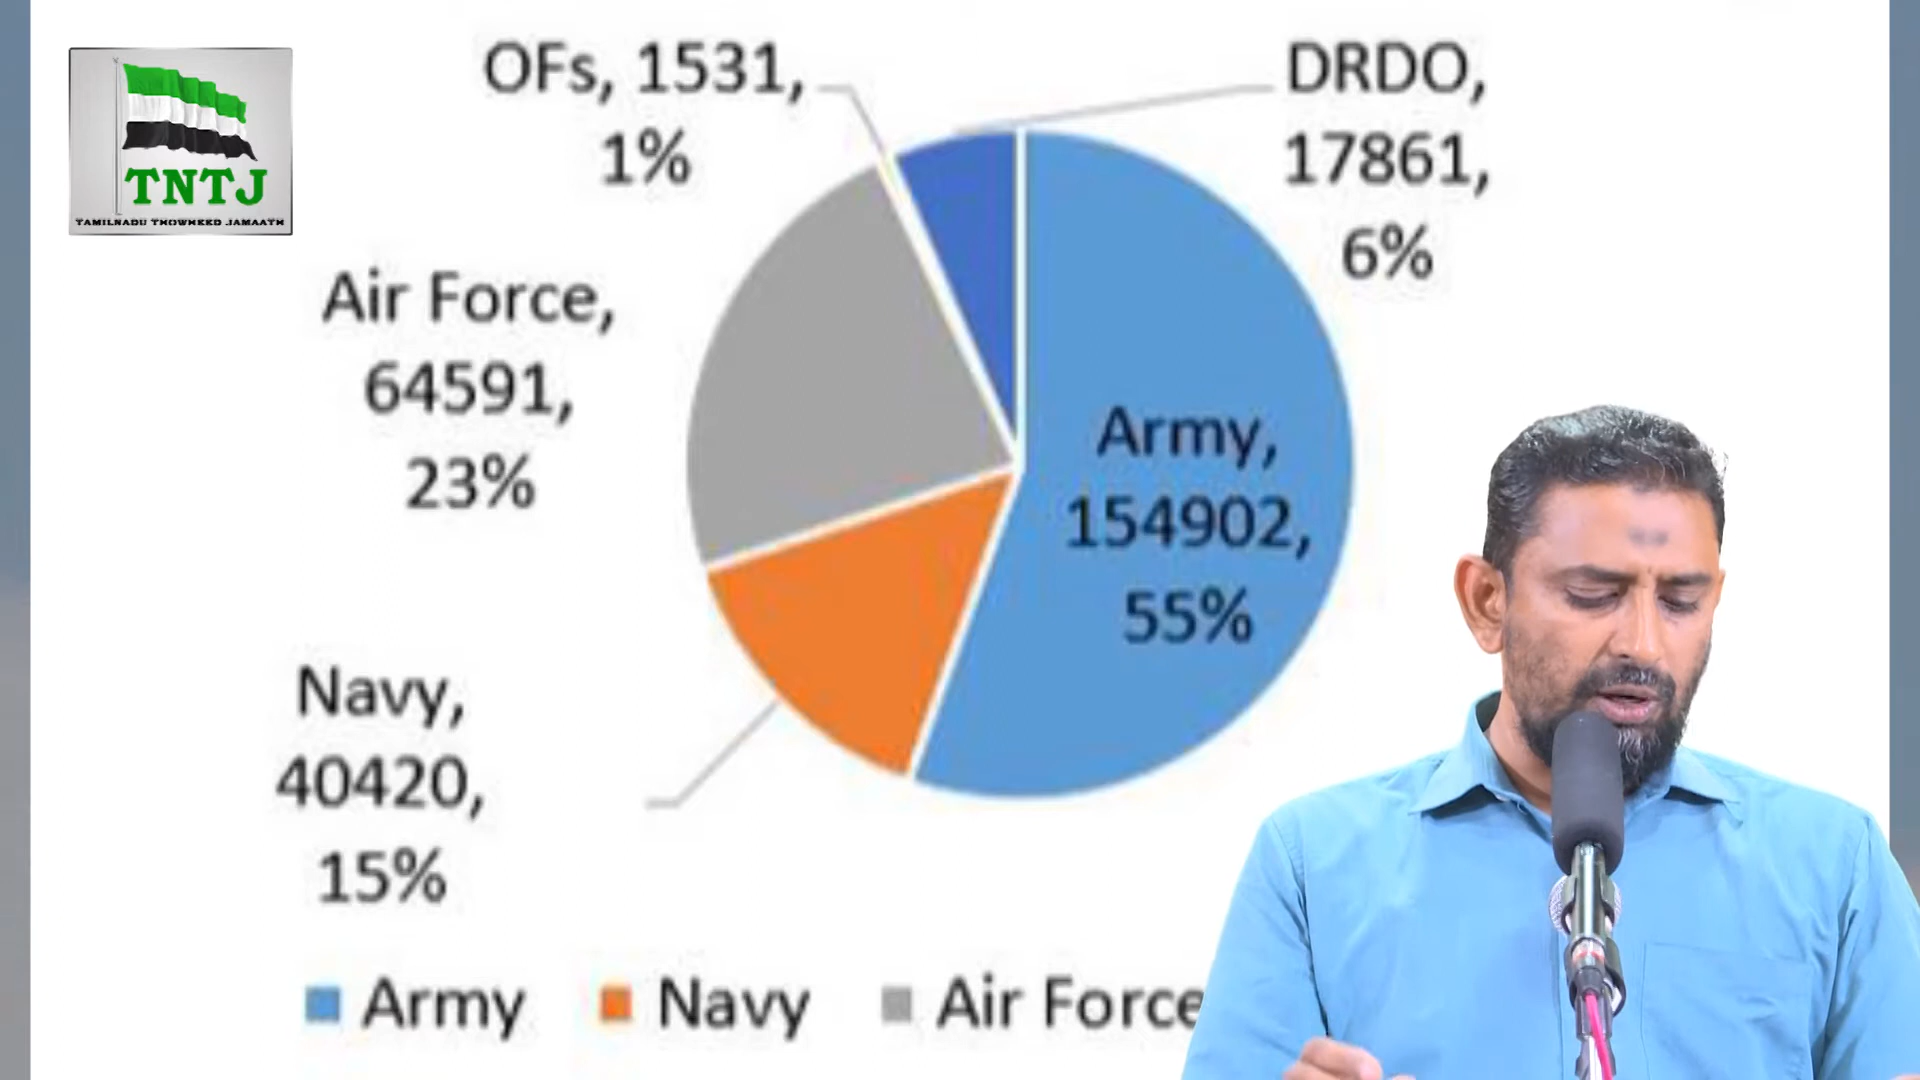 TNTJ
TAMILNADU THOWHEED JAMAATH
OFs, 1531,
1%
DRDO,
17861,
6%
Air Force,
64591,
23%
Army,
154902,
55%
Navy,
40420,
15%
Army
Navy
Air Force